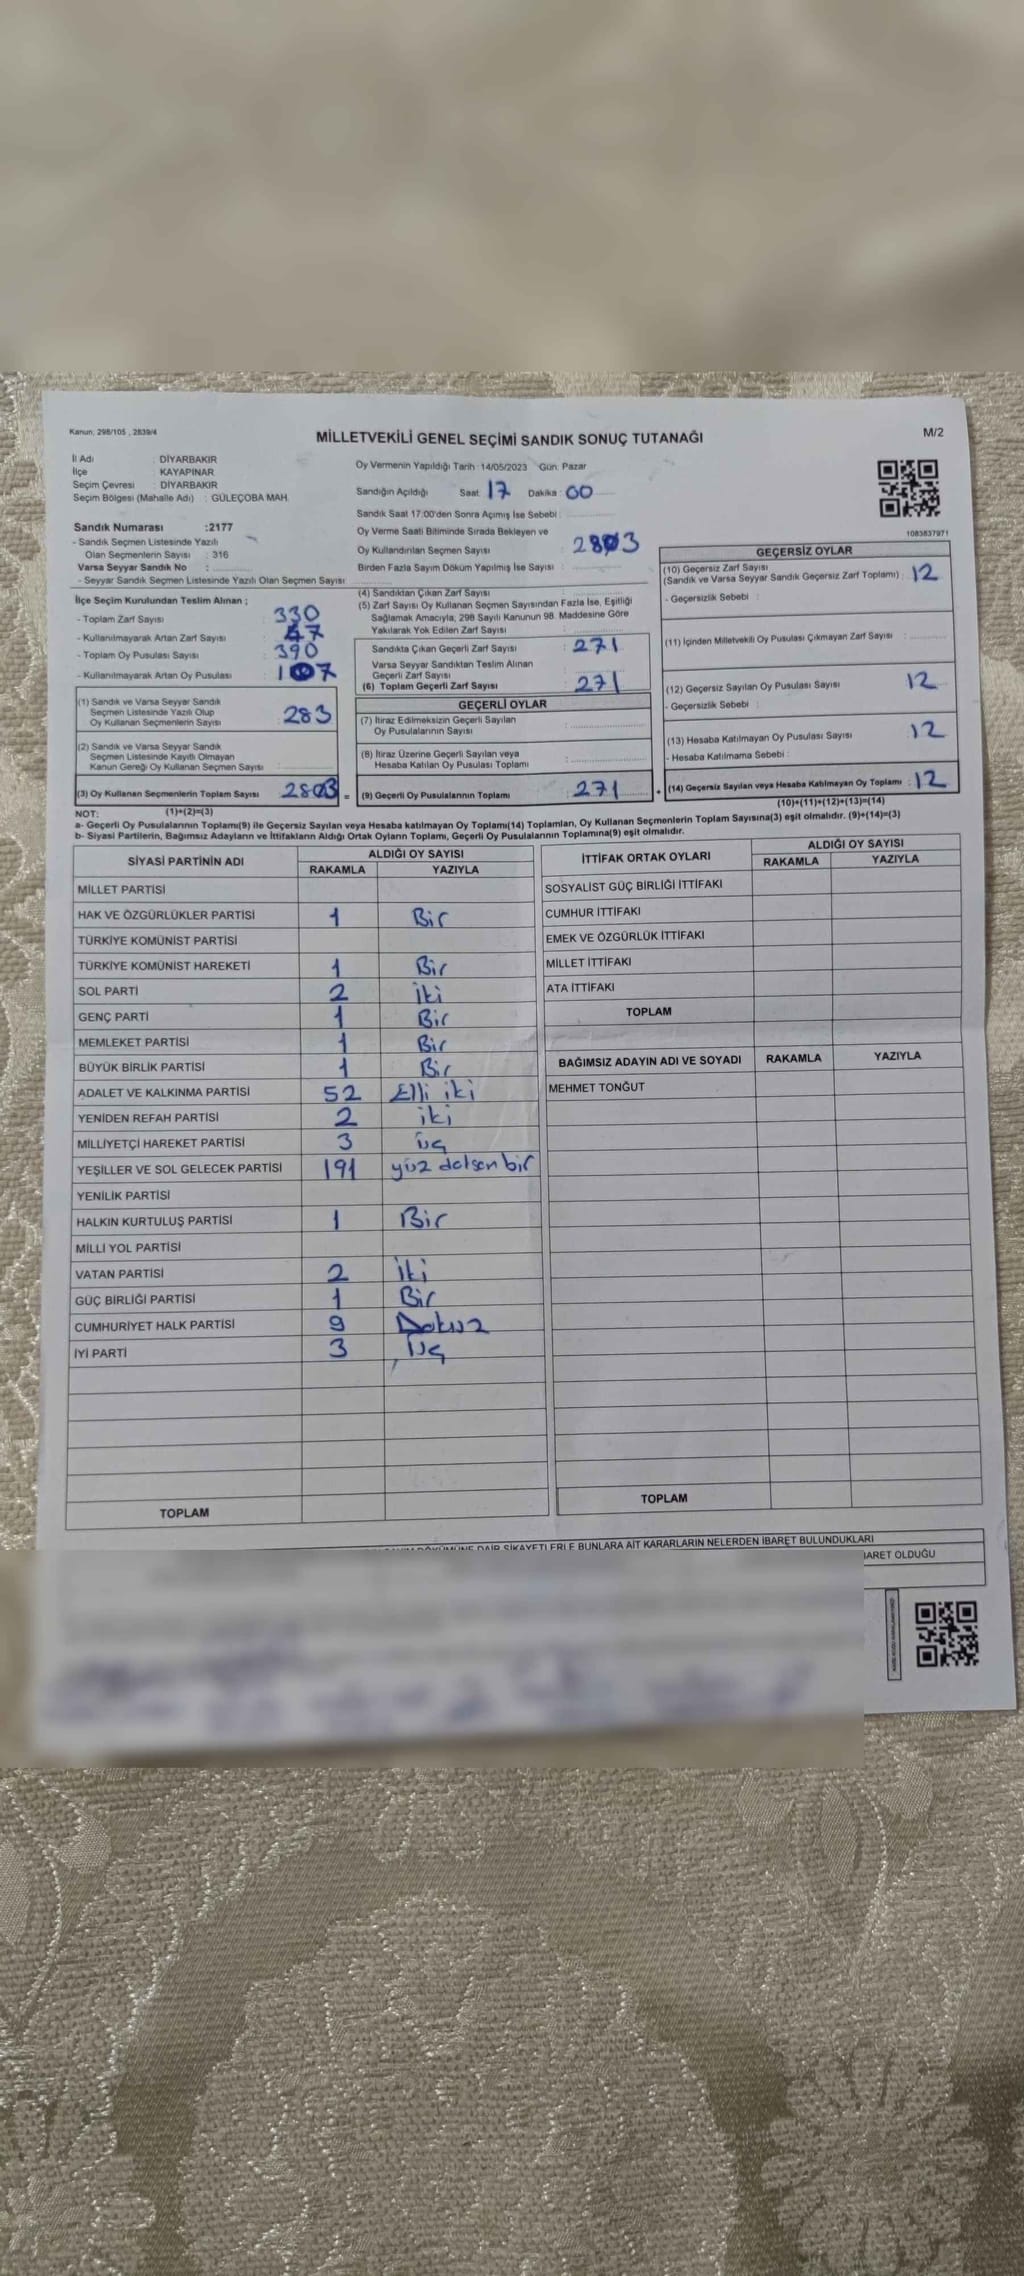 Kanun, 298/105 , 2839/4
MİLLETVEKİLİ GENEL SEÇİMİ SANDIK SONUÇ TUTANAĞI
M/2
İl Adı : DİYARBAKIR
İlçe : KAYAPINAR
Seçim Çevresi : DİYARBAKIR
Seçim Bölgesi (Mahalle Adı) : GÜLEÇOBA MAH.
Sandık Numarası :2177
- Sandık Seçmen Listesinde Yazılı
Olan Seçmenlerin Sayısı : 316
Varsa Seyyar Sandık No :
- Seyyar Sandık Seçmen Listesinde Yazılı Olan Seçmen Sayısı :
Oy Vermenin Yapıldığı Tarih : 14/05/2023 Gün: Pazar
Sandığın Açıldığı Saat 17 Dakika 00
Sandık Saat 17:00'den Sonra Açımış İse Sebebi :
Oy Verme Saati Bitiminde Sırada Bekleyen ve
Oy Kullandırılan Seçmen Sayısı
Birden Fazla Sayım Döküm Yapılmış İse Sayısı :
1083837971
İlçe Seçim Kurulundan Teslim Alınan ;
- Toplam Zarf Sayısı : 330
- Kullanılmayarak Artan Zarf Sayısı : 47
- Toplam Oy Pusulası Sayısı : 390
- Kullanılmayarak Artan Oy Pusulası : 107
(1) Sandık ve Varsa Seyyar Sandık
Seçmen Listesinde Yazılı Olup
Oy Kullanan Seçmenlerin Sayısı : 283
(2) Sandık ve Varsa Seyyar Sandık
Seçmen Listesinde Kayıtlı Olmayan
Kanun Gereği Oy Kullanan Seçmen Sayısı :
(3) Oy Kullanan Seçmenlerin Toplam Sayısı
=
(4) Sandıktan Çıkan Zarf Sayısı :
(5) Zarf Sayısı Oy Kullanan Seçmen Sayısından Fazla İse, Eşitliği
Sağlamak Amacıyla, 298 Sayılı Kanunun 98. Maddesine Göre
Yakılarak Yok Edilen Zarf Sayısı :
Sandıkta Çıkan Geçerli Zarf Sayısı : 271
Varsa Seyyar Sandıktan Teslim Alınan
Geçerli Zarf Sayısı :
(6) Toplam Geçerli Zarf Sayısı : 271
GEÇERLİ OYLAR
(7) İtiraz Edilmeksizin Geçerli Sayılan
Oy Pusulalarının Sayısı :
(8) İtiraz Üzerine Geçerli Sayılan veya
Hesaba Katılan Oy Pusulası Toplamı :
(9) Geçerli Oy Pusulalarının Toplamı : 271
+
GEÇERSİZ OYLAR
(10) Geçersiz Zarf Sayısı
(Sandık ve Varsa Seyyar Sandık Geçersiz Zarf Toplamı) : 12
- Geçersizlik Sebebi :
(11) İçinden Milletvekili Oy Pusulası Çıkmayan Zarf Sayısı :
(12) Geçersiz Sayılan Oy Pusulası Sayısı : 12
- Geçersizlik Sebebi :
(13) Hesaba Katılmayan Oy Pusulası Sayısı : 12
- Hesaba Katılmama Sebebi :
(14) Geçersiz Sayılan veya Hesaba Katılmayan Oy Toplamı : 12
NOT: (1)+(2)=(3)
(10)+(11)+(12)+(13)=(14)
a- Geçerli Oy Pusulalarının Toplamı(9) ile Geçersiz Sayılan veya Hesaba katılmayan Oy Toplamı(14) Toplamları, Oy Kullanan Seçmenlerin Toplam Sayısına(3) eşit olmalıdır. (9)+(14)=(3)
b- Siyasi Partilerin, Bağımsız Adayların ve İttifakların Aldığı Ortak Oyların Toplamı, Geçerli Oy Pusulalarının Toplamına(9) eşit olmalıdır.
SİYASİ PARTİNİN ADI ALDIĞI OY SAYISI
RAKAMLA YAZIYLA
MİLLET PARTİSİ
HAK VE ÖZGÜRLÜKLER PARTİSİ 1 Bir
TÜRKİYE KOMÜNİST PARTİSİ
TÜRKİYE KOMÜNİST HAREKETİ 1 Bir
SOL PARTİ 2 iki
GENÇ PARTİ 1 Bir
MEMLEKET PARTİSİ 1 Bir
BÜYÜK BİRLİK PARTİSİ 1 Bir
ADALET VE KALKINMA PARTİSİ 52 Elli iki
YENİDEN REFAH PARTİSİ 2 iki
MİLLİYETÇİ HAREKET PARTİSİ 3 üç
YEŞİLLER VE SOL GELECEK PARTİSİ 191 yüz dolsen bir
YENİLİK PARTİSİ
HALKIN KURTULUŞ PARTİSİ 1 Bir
MİLLİ YOL PARTİSİ
VATAN PARTİSİ 2 iki
GÜÇ BİRLİĞİ PARTİSİ 1 Bir
CUMHURİYET HALK PARTİSİ 9 Dokuz
İYİ PARTİ 3 Üç
TOPLAM
İTTİFAK ORTAK OYLARI ALDIĞI OY SAYISI
RAKAMLA YAZIYLA
SOSYALİST GÜÇ BİRLİĞİ İTTİFAKI
CUMHUR İTTİFAKI
EMEK VE ÖZGÜRLÜK İTTİFAKI
MİLLET İTTİFAKI
ATA İTTİFAKI
TOPLAM
BAĞIMSIZ ADAYIN ADI VE SOYADI RAKAMLA YAZIYLA
MEHMET TONĞUT
TOPLAM
DÖKÜMÜNE DAİR ŞİKAYETLERLE BUNLARA AİT KARARLARIN NELERDEN İBARET BULUNDUKLARI
İBARET OLDUĞU